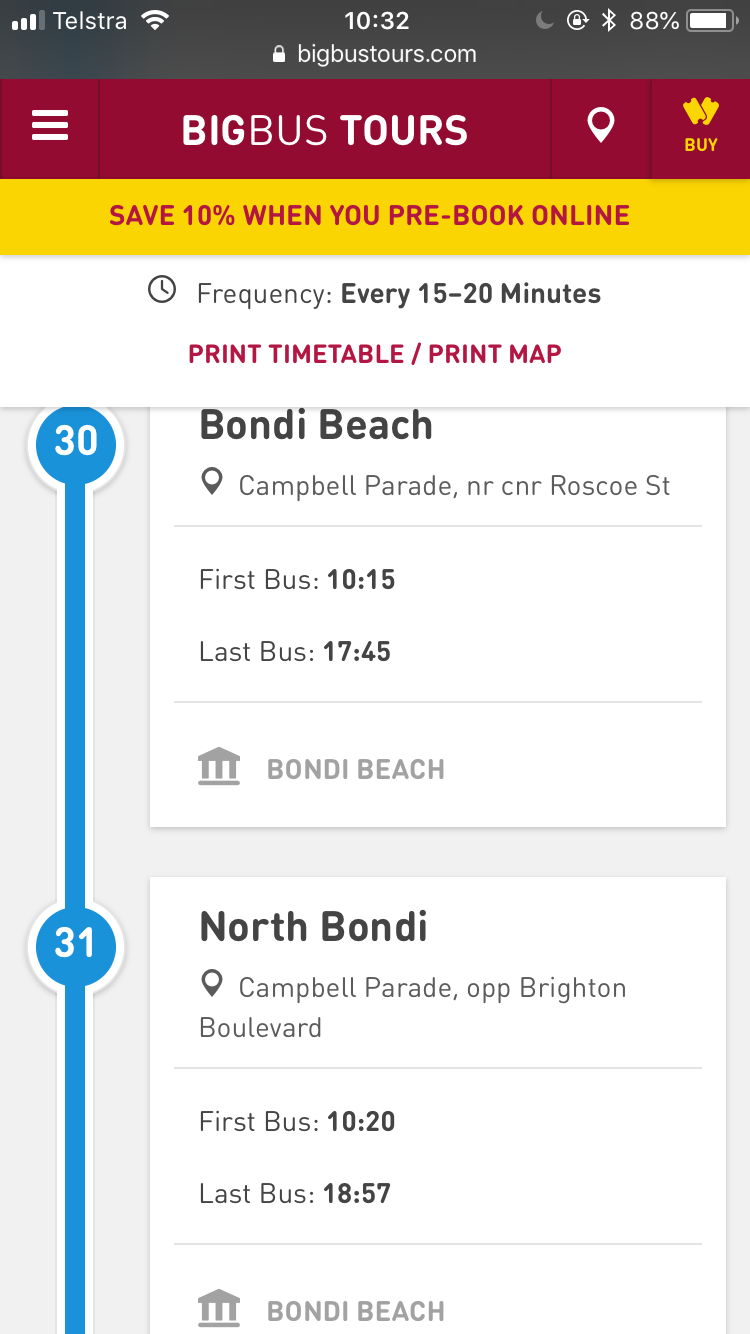 Telstra 10:32 88%
bigbustours.com
BIGBUS TOURS
BUY
SAVE 10% WHEN YOU PRE-BOOK ONLINE
Frequency: Every 15–20 Minutes
PRINT TIMETABLE / PRINT MAP
30
Bondi Beach
Campbell Parade, nr cnr Roscoe St
First Bus: 10:15
Last Bus: 17:45
BONDI BEACH
31
North Bondi
Campbell Parade, opp Brighton
Boulevard
First Bus: 10:20
Last Bus: 18:57
BONDI BEACH